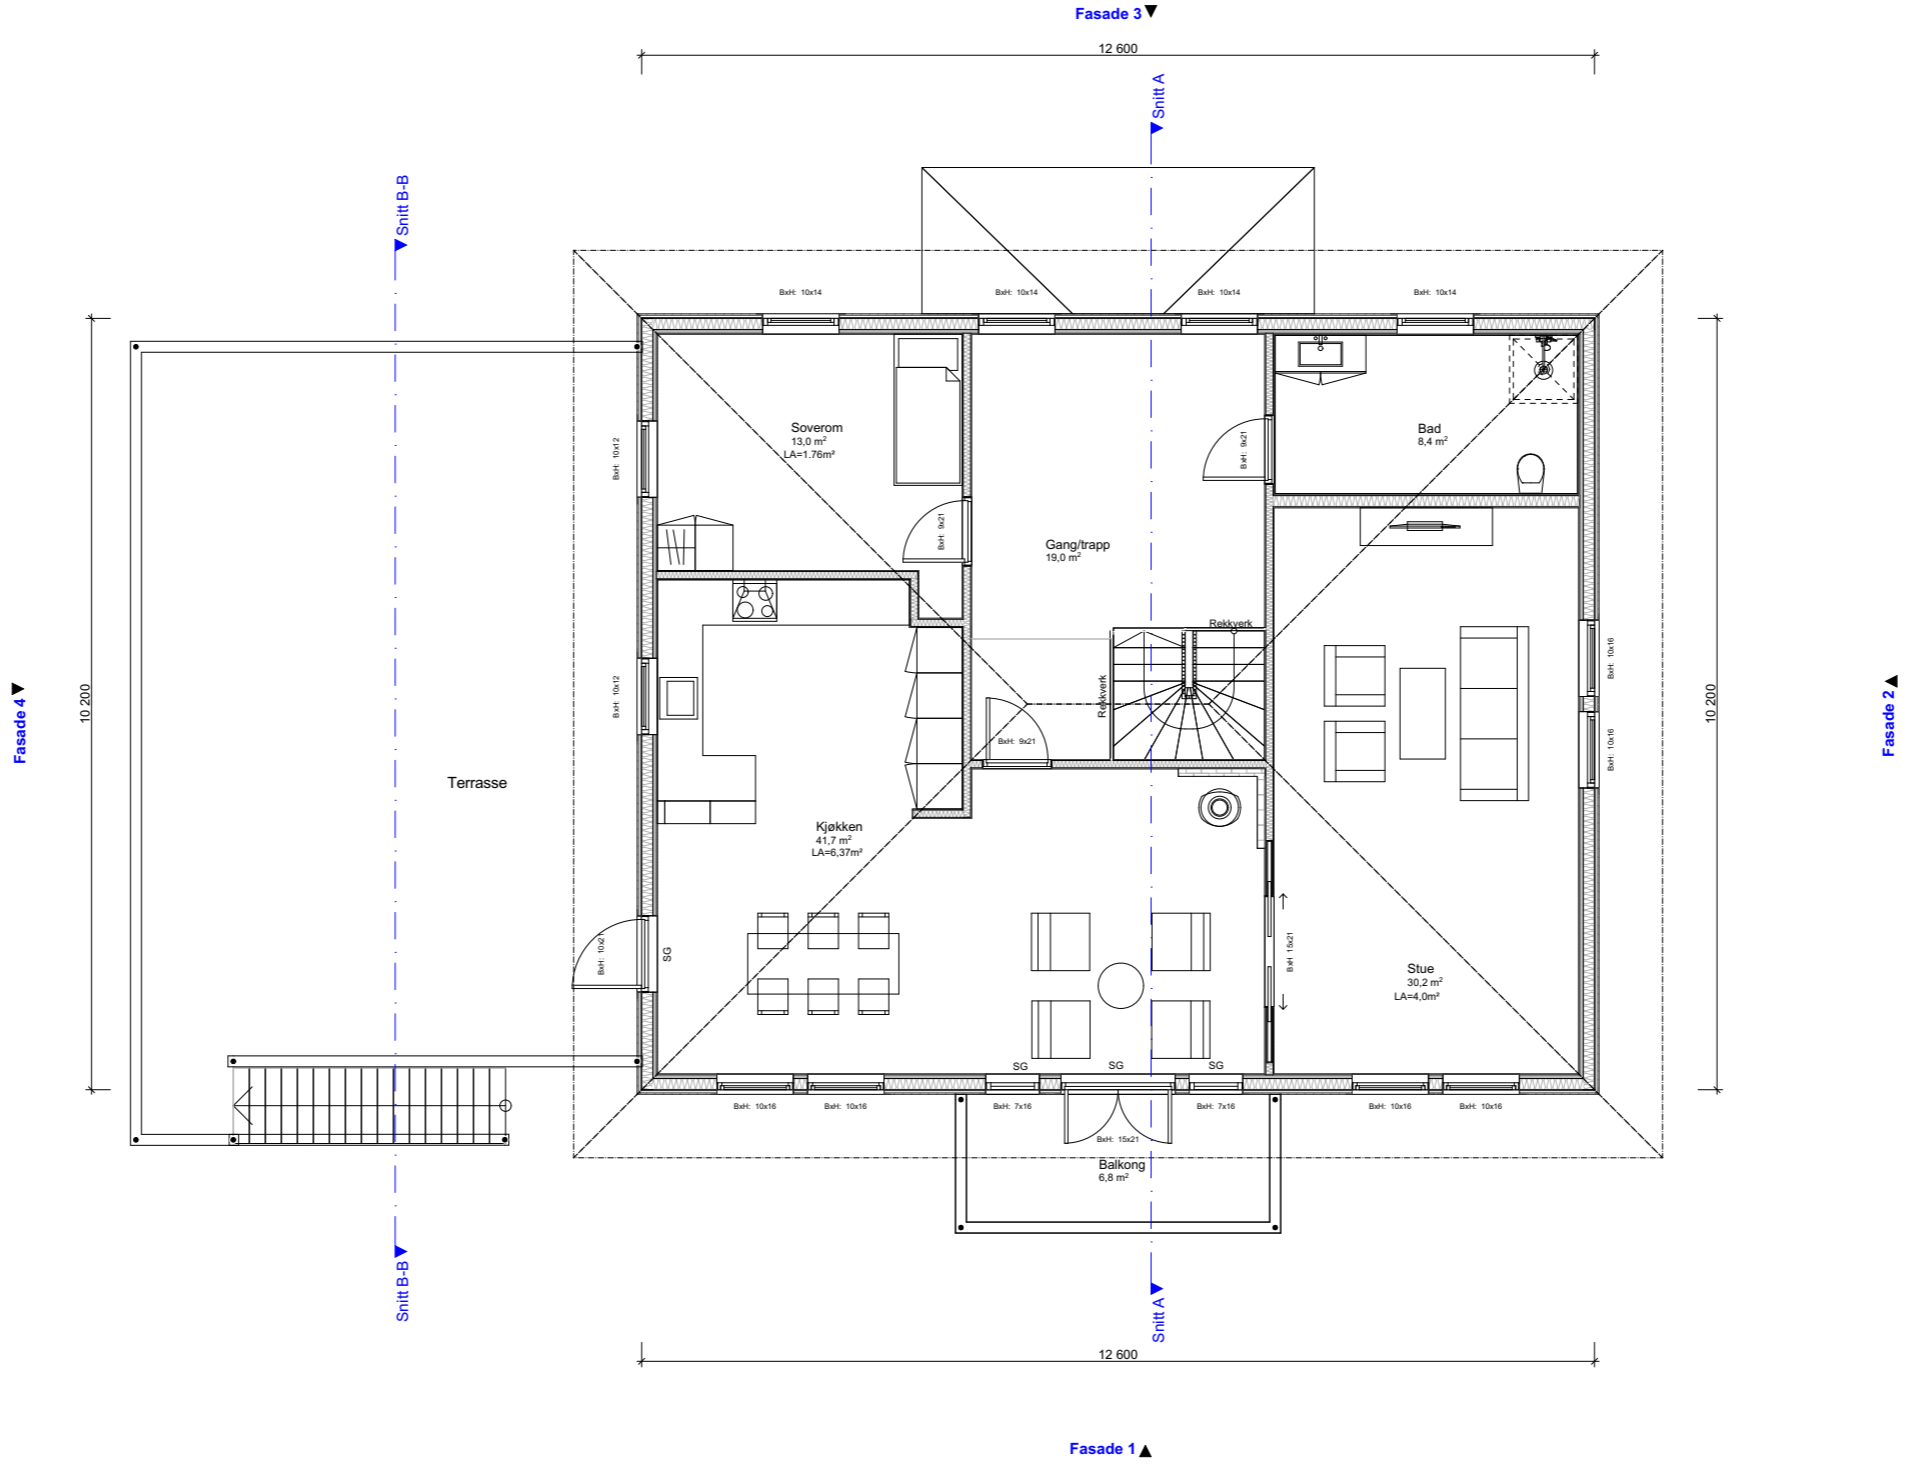 Fasade 3
12 600
Snitt A
Snitt B-B
BxH: 10x14
BxH: 10x14
BxH: 10x14
BxH: 10x14
Soverom
13,0 m²
LA=1.76m²
BxH: 10x12
BxH: 9x21
Bad
8,4 m²
BxH: 9x21
Gang/trapp
19,0 m²
Rekkverk
Rekkverk
BxH: 10x16
BxH: 10x16
BxH: 10x12
BxH: 9x21
10 200
Fasade 4
10 200
Fasade 2
Terrasse
Kjøkken
41,7 m²
LA=6,37m²
BxH: 10x21
SG
BxH 15x21
Stue
30,2 m²
LA=4,0m²
SG
SG
SG
BxH: 10x16
BxH: 10x16
BxH: 7x16
BxH: 7x16
BxH: 10x16
BxH: 10x16
BxH: 15x21
Balkong
6,8 m²
Snitt B-B
Snitt A
12 600
Fasade 1